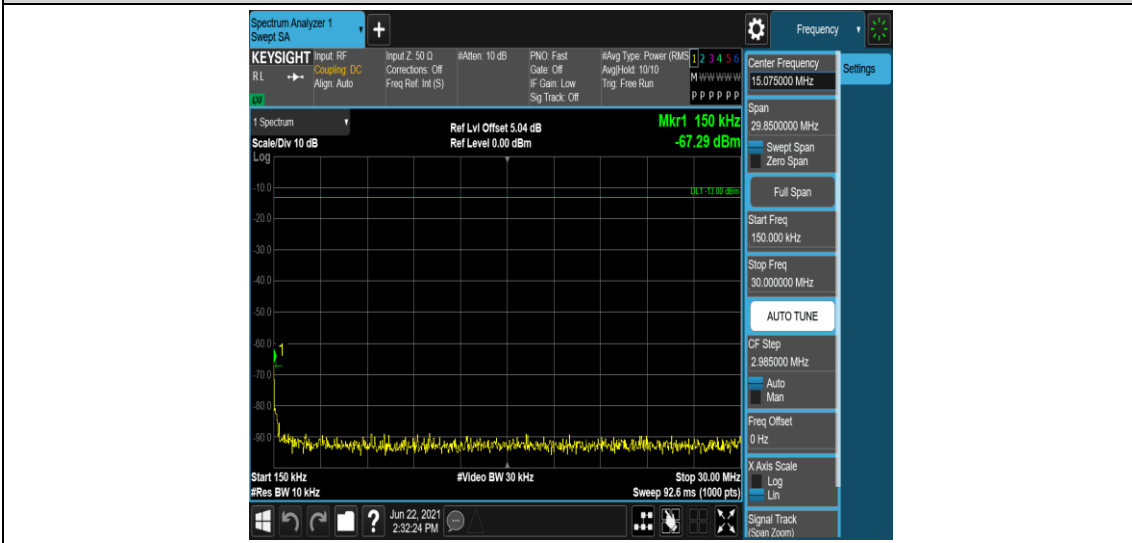 Spectrum Analyzer 1
Swept SA
+
Frequency
KEYSIGHT
RL
LXI
Input: RF
Coupling: DC
Align: Auto
Input Z: 50 Ω
Corrections: Off
Freq Ref: Int (S)
#Atten: 10 dB
PNO: Fast
Gate: Off
IF Gain: Low
Sig Track: Off
#Avg Type: Power (RMS
Avg|Hold: 10/10
Trig: Free Run
1 2 3 4 5 6
M W W W W W
P P P P P P
1 Spectrum
Scale/Div 10 dB
Log
Ref Lvl Offset 5.04 dB
Ref Level 0.00 dBm
Mkr1 150 kHz
-67.29 dBm
DL1 -13.00 dBm
-10.0
-20.0
-30.0
-40.0
-50.0
-60.0
1
-70.0
-80.0
-90.0
Start 150 kHz
#Res BW 10 kHz
#Video BW 30 kHz
Stop 30.00 MHz
Sweep 92.6 ms (1000 pts)
Center Frequency
15.075000 MHz
Settings
Span
29.8500000 MHz
Swept Span
Zero Span
Full Span
Start Freq
150.000 kHz
Stop Freq
30.000000 MHz
AUTO TUNE
CF Step
2.985000 MHz
Auto
Man
Freq Offset
0 Hz
X Axis Scale
Log
Lin
Signal Track
(Span Zoom)
?
Jun 22, 2021
2:32:24 PM